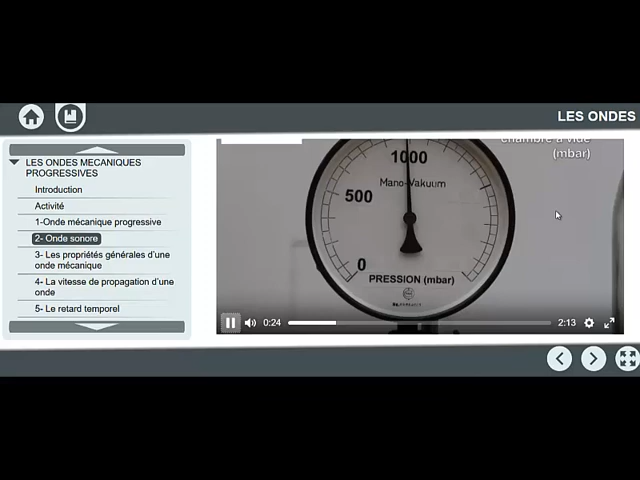 LES ONDES
LES ONDES MECANIQUES
PROGRESSIVES
Introduction
Activité
1-Onde mécanique progressive
2- Onde sonore
3- Les propriétés générales d'une
onde mécanique
4- La vitesse de propagation d'une
onde
5- Le retard temporel
chambre à vide
(mbar)
1000
Mano-Vakuum
500
0
PRESSION (mbar)
0:24
2:13